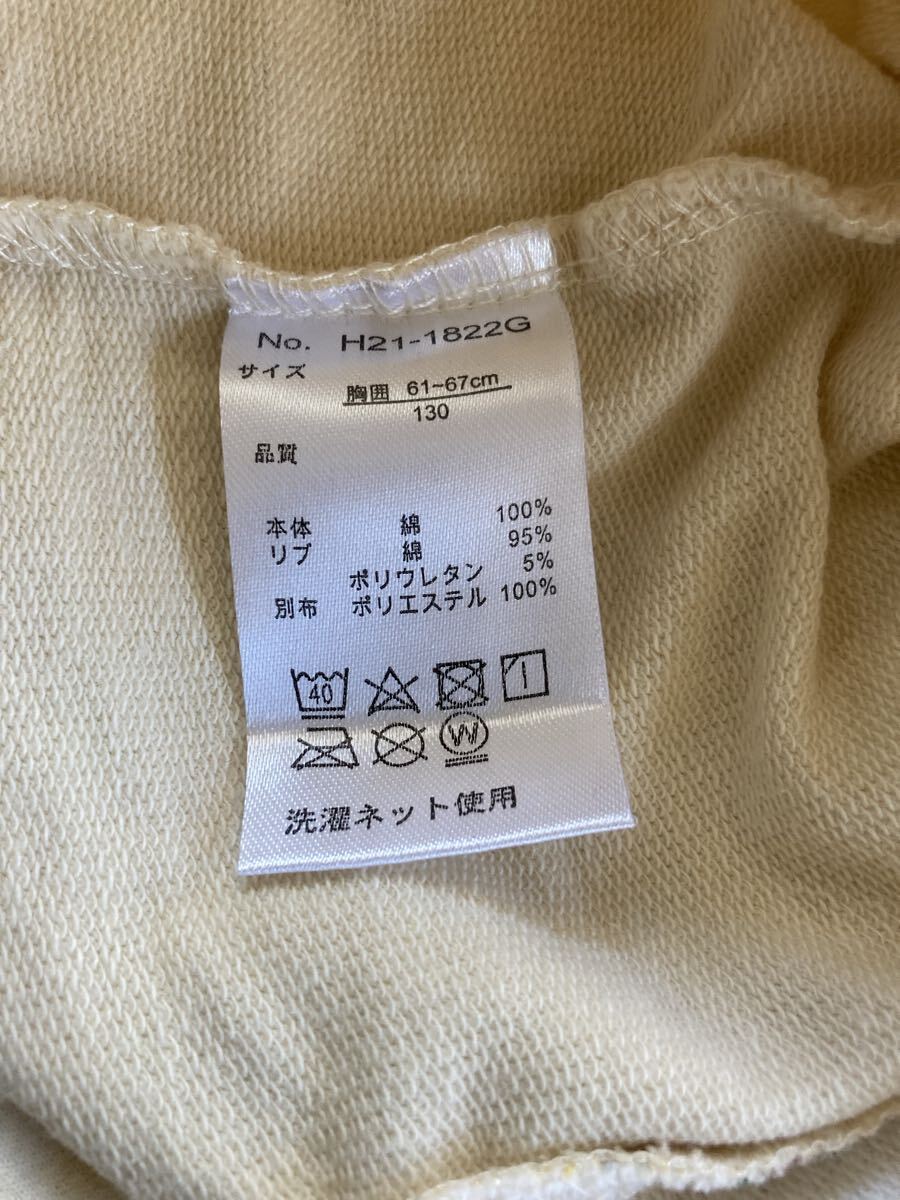 No. H21-1822G
サイズ
胸囲 61~67cm
130
品質
本体 綿 100%
リブ 綿 95%
ポリウレタン 5%
別布 ポリエステル 100%
40
W
洗濯ネット使用